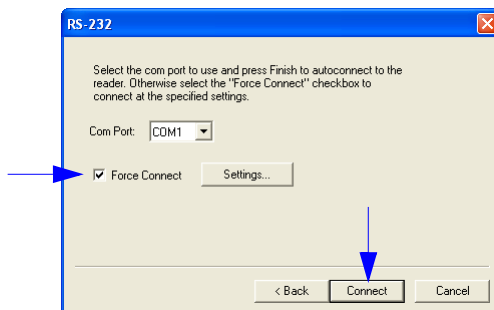 RS-232
Select the com port to use and press Finish to autoconnect to the
reader. Otherwise select the "Force Connect" checkbox to
connect at the specified settings.
Com Port: COM1
Force Connect Settings...
< Back Connect Cancel